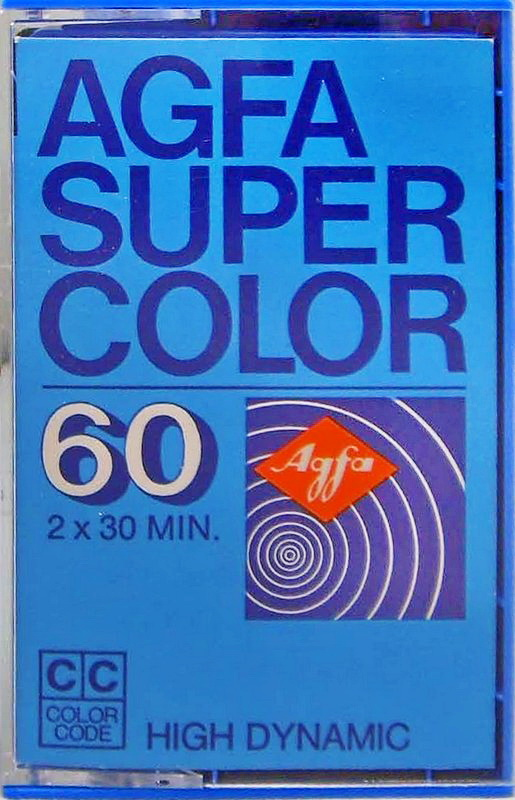 AGFA
SUPER
COLOR
60
2 x 30 MIN.
Agfa
CC
COLOR
CODE
HIGH DYNAMIC